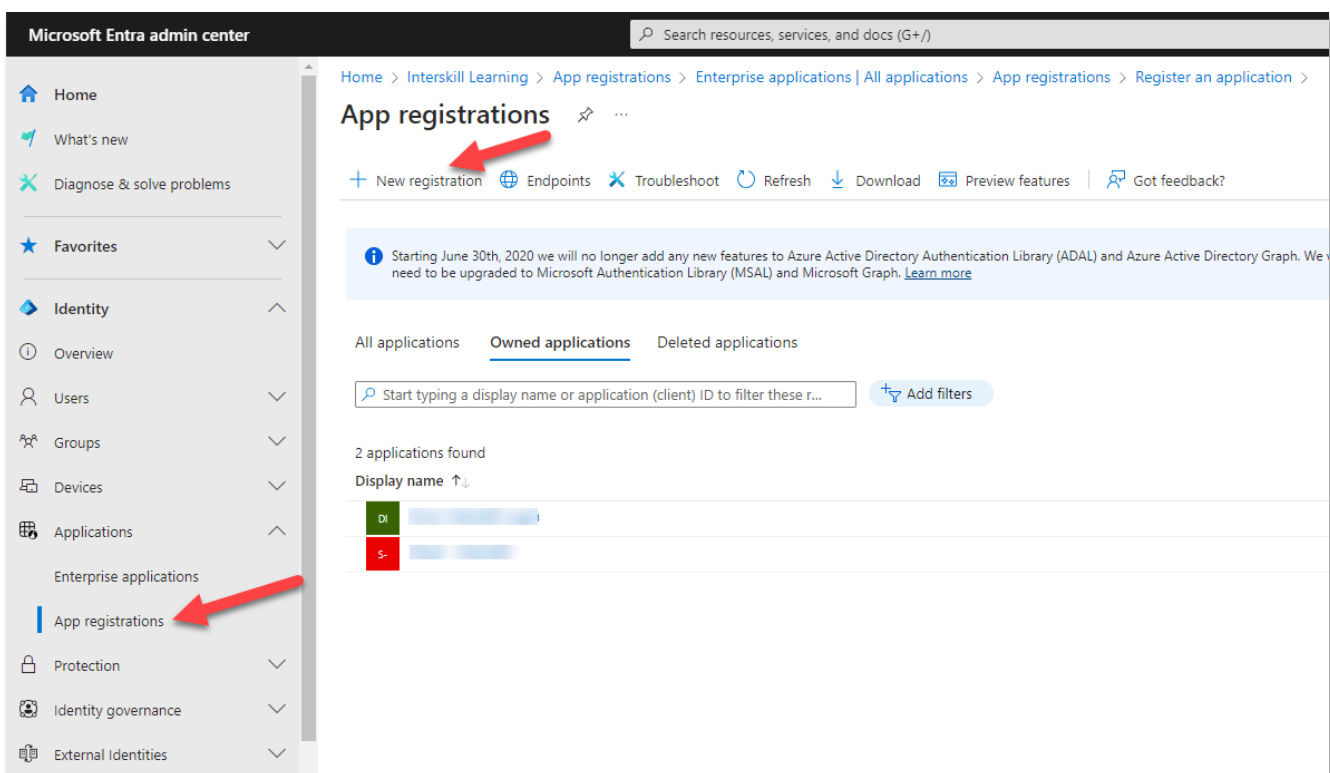 Microsoft Entra admin center
Search resources, services, and docs (G+/)
Home
What's new
Diagnose & solve problems
Favorites
Identity
Overview
Users
Groups
Devices
Applications
Enterprise applications
App registrations
Protection
Identity governance
External Identities
Home > Interskill Learning > App registrations > Enterprise applications | All applications > App registrations > Register an application >
App registrations
New registration Endpoints Troubleshoot Refresh Download Preview features Got feedback?
Starting June 30th, 2020 we will no longer add any new features to Azure Active Directory Authentication Library (ADAL) and Azure Active Directory Graph. We
need to be upgraded to Microsoft Authentication Library (MSAL) and Microsoft Graph. Learn more
All applications Owned applications Deleted applications
Start typing a display name or application (client) ID to filter these r... Add filters
2 applications found
Display name ↑↓
DI
S-